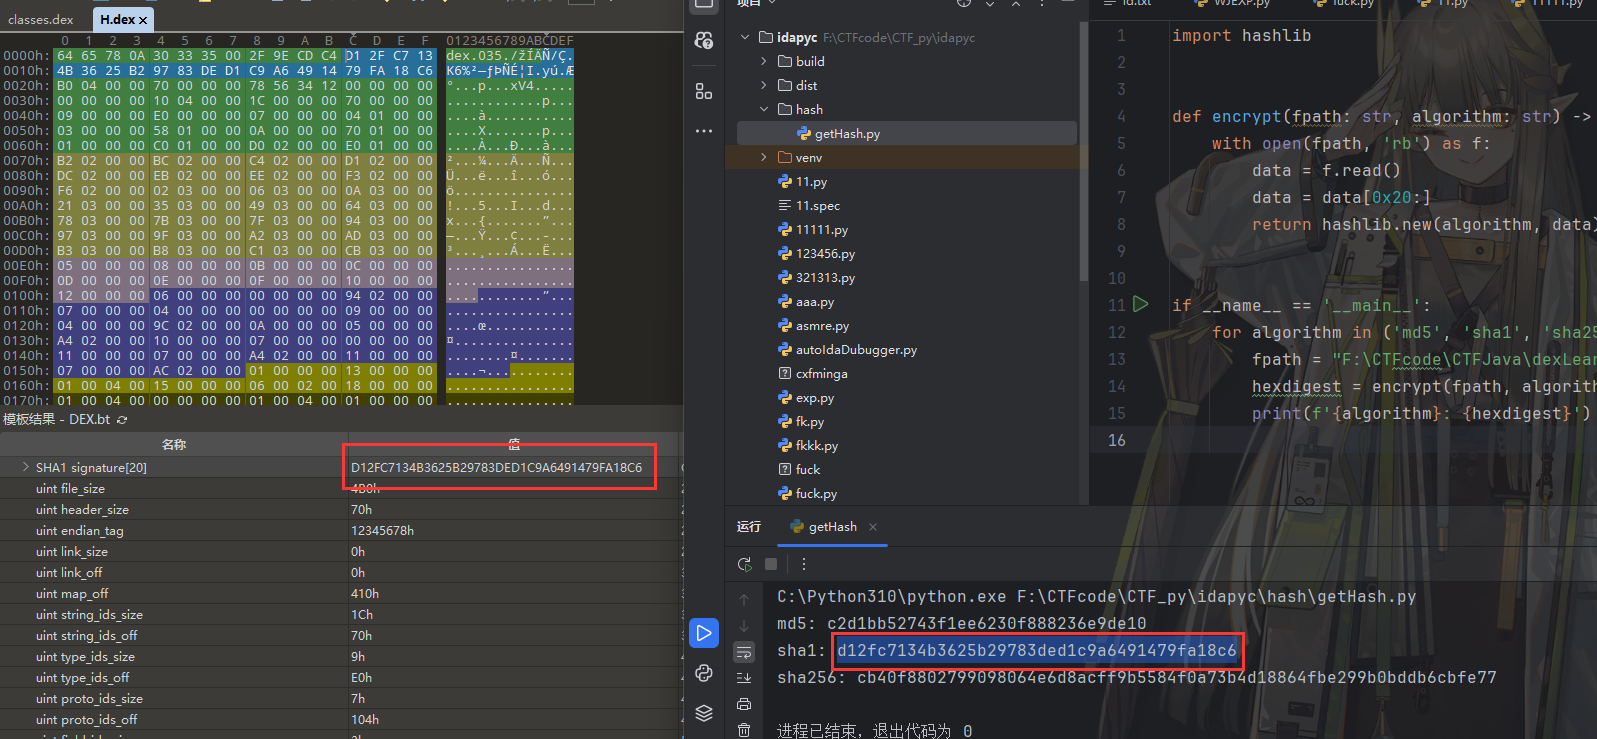 classes.dex
H.dex ×
0 1 2 3 4 5 6 7 8 9 A B C D E F 0123456789ABCDEF
0000h: 64 65 78 0A 30 33 35 00 2F 9E CD C4 D1 2F C7 13 dex.035./žÍÄÑ/Ç.
0010h: 4B 36 25 B2 97 83 DE D1 C9 A6 49 14 79 FA 18 C6 K6%²—ƒÞÑÉ¦I.yú.Æ
0020h: B0 04 00 00 70 00 00 00 78 56 34 12 00 00 00 00 °...p...xV4.....
0030h: 00 00 00 00 10 04 00 00 1C 00 00 00 70 00 00 00 ............p...
0040h: 09 00 00 00 E0 00 00 00 07 00 00 00 04 01 00 00 ....à...........
0050h: 03 00 00 00 58 01 00 00 0A 00 00 00 70 01 00 00 ....X.......p...
0060h: 01 00 00 00 C0 01 00 00 D0 02 00 00 E0 01 00 00 ....À...Ð...à...
0070h: B2 02 00 00 BC 02 00 00 C4 02 00 00 D1 02 00 00 ²...¼...Ä...Ñ...
0080h: DC 02 00 00 EB 02 00 00 EE 02 00 00 F3 02 00 00 Ü...ë...î...ó...
0090h: F6 02 00 00 02 03 00 00 06 03 00 00 0A 03 00 00 ö...............
00A0h: 21 03 00 00 35 03 00 00 49 03 00 00 64 03 00 00 !...5...I...d...
00B0h: 78 03 00 00 7B 03 00 00 7F 03 00 00 94 03 00 00 x...{.......”...
00C0h: 97 03 00 00 9F 03 00 00 A2 03 00 00 AD 03 00 00 —...Ÿ...¢...-...
00D0h: B3 03 00 00 B8 03 00 00 C1 03 00 00 CB 03 00 00 ³...¸...Á...Ë...
00E0h: 05 00 00 00 08 00 00 00 0B 00 00 00 0C 00 00 00 ................
00F0h: 0D 00 00 00 0E 00 00 00 0F 00 00 00 10 00 00 00 ................
0100h: 12 00 00 00 06 00 00 00 00 00 00 00 94 02 00 00 ............”...
0110h: 07 00 00 00 04 00 00 00 00 00 00 00 09 00 00 00 ................
0120h: 04 00 00 00 9C 02 00 00 0A 00 00 00 05 00 00 00 ....œ...........
0130h: A4 02 00 00 10 00 00 00 07 00 00 00 00 00 00 00 ¤...............
0140h: 11 00 00 00 07 00 00 00 A4 02 00 00 11 00 00 00 ........¤.......
0150h: 07 00 00 00 AC 02 00 00 01 00 00 00 13 00 00 00 ....¬...........
0160h: 01 00 04 00 15 00 00 00 06 00 02 00 18 00 00 00 ................
0170h: 01 00 04 00 00 00 00 00 01 00 04 00 01 00 00 00 ................
模板结果 - DEX.bt
名称 值
SHA1 signature[20] D12FC7134B3625B29783DED1C9A6491479FA18C6
uint file_size 4B0h
uint header_size 70h
uint endian_tag 12345678h
uint link_size 0h
uint link_off 0h
uint map_off 410h
uint string_ids_size 1Ch
uint string_ids_off 70h
uint type_ids_size 9h
uint type_ids_off E0h
uint proto_ids_size 7h
uint proto_ids_off 104h
项目
idapyc F:\CTFcode\CTF_py\idapyc
build
dist
hash
getHash.py
venv
11.py
11.spec
11111.py
123456.py
321313.py
aaa.py
asmre.py
autoIdaDubugger.py
cxfminga
exp.py
fk.py
fkkk.py
fuck
fuck.py
id.txt WJEXP.py fuck.py 11.py 11111.py
1 import hashlib
2
3
4 def encrypt(fpath: str, algorithm: str) ->
5 with open(fpath, 'rb') as f:
6 data = f.read()
7 data = data[0x20:]
8 return hashlib.new(algorithm, data)
9
10
11 if __name__ == '__main__':
12 for algorithm in ('md5', 'sha1', 'sha25
13 fpath = "F:\CTFcode\CTFJava\dexLear
14 hexdigest = encrypt(fpath, algorith
15 print(f'{algorithm}: {hexdigest}')
16
运行 getHash ×
C:\Python310\python.exe F:\CTFcode\CTF_py\idapyc\hash\getHash.py
md5: c2d1bb52743f1ee6230f888236e9de10
sha1: d12fc7134b3625b29783ded1c9a6491479fa18c6
sha256: cb40f8802799098064e6d8acff9b5584f0a73b4d18864fbe299b0bddb6cbfe77
进程已结束，退出代码为 0